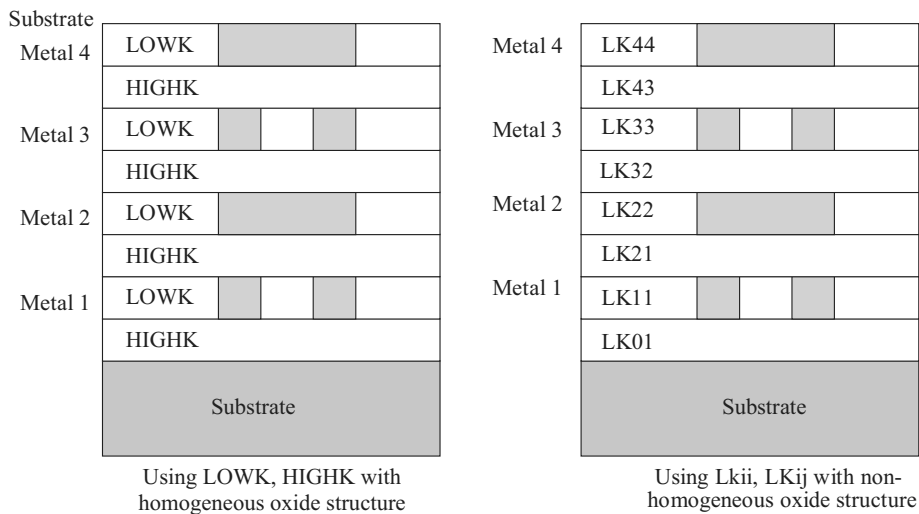 Substrate
Metal 4
LOWK
HIGHK
Metal 3
LOWK
HIGHK
Metal 2
LOWK
HIGHK
Metal 1
LOWK
HIGHK
Substrate
Using LOWK, HIGHK with
homogeneous oxide structure
Metal 4
LK44
LK43
Metal 3
LK33
LK32
Metal 2
LK22
LK21
Metal 1
LK11
LK01
Substrate
Using Lkii, LKij with non-
homogeneous oxide structure